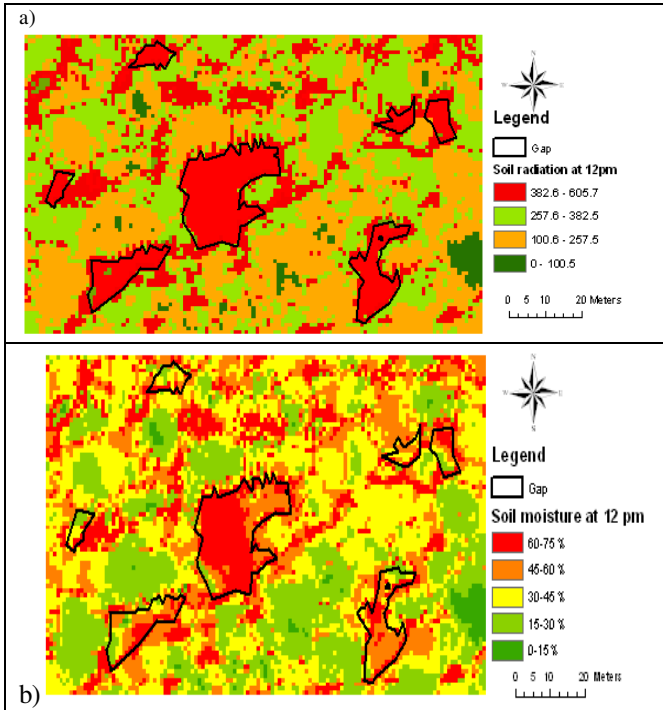 a)
N
W E
S
Legend
Gap
Soil radiation at 12pm
382.6 - 605.7
257.6 - 382.5
100.6 - 257.5
0 - 100.5
0 5 10 20 Meters
N
W E
S
Legend
Gap
Soil moisture at 12 pm
60-75 %
45-60 %
30-45 %
15-30 %
0-15 %
0 5 10 20 Meters
b)